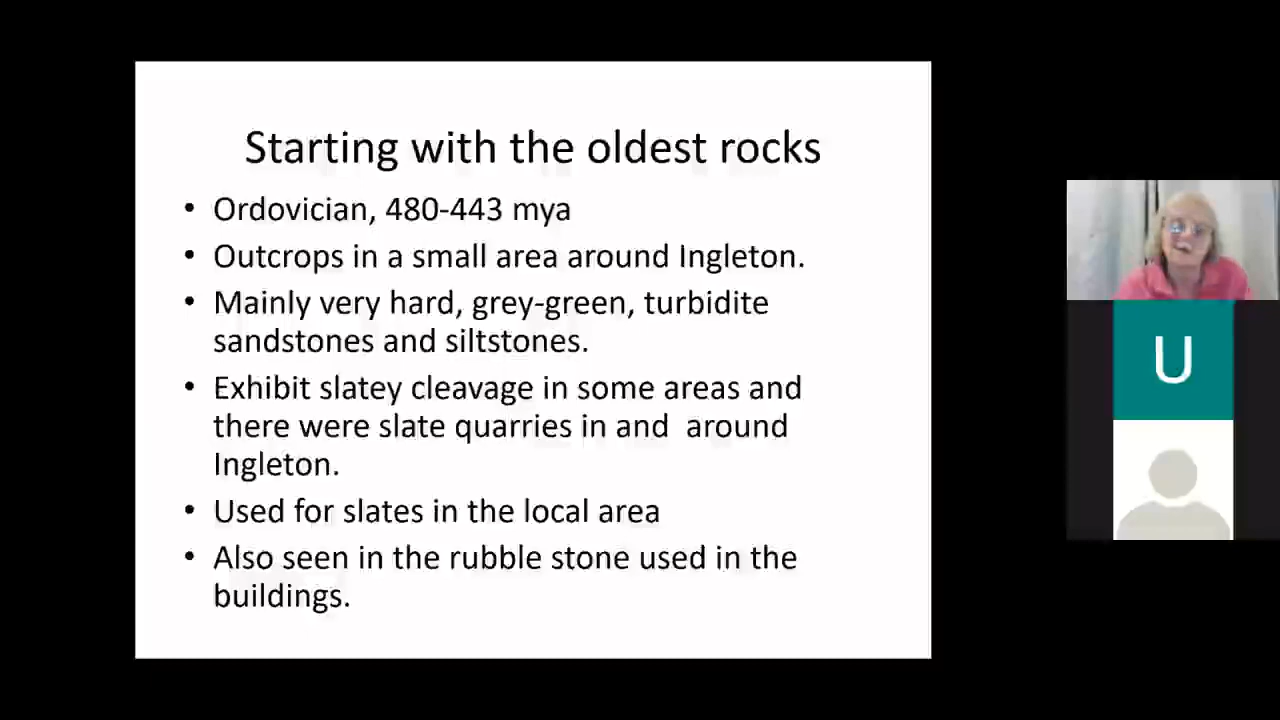 Starting with the oldest rocks
• Ordovician, 480-443 mya
• Outcrops in a small area around Ingleton.
• Mainly very hard, grey-green, turbidite
sandstones and siltstones.
• Exhibit slatey cleavage in some areas and
there were slate quarries in and  around
Ingleton.
• Used for slates in the local area
• Also seen in the rubble stone used in the
buildings.
U